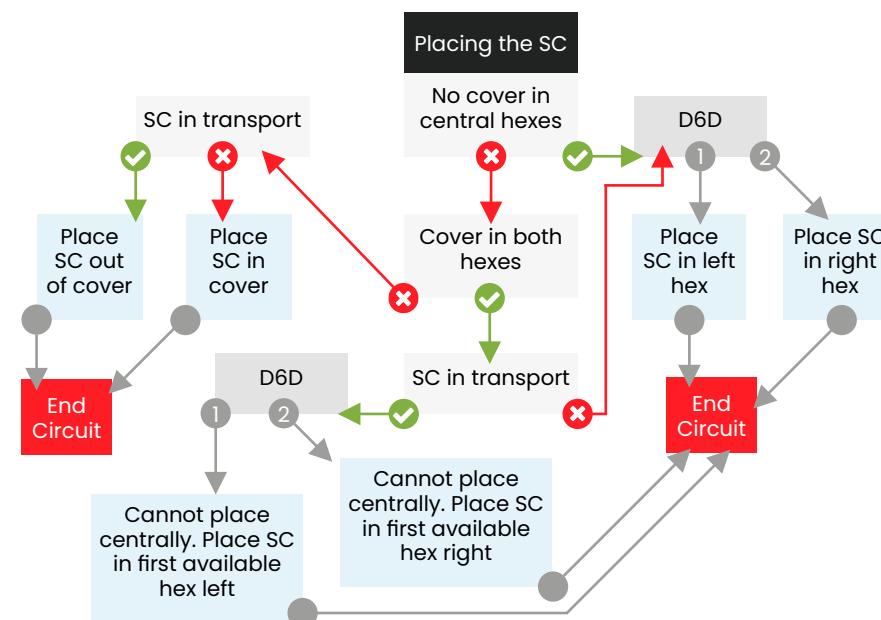 Placing the SC
No cover in
central hexes
SC in transport
D6D
1
2
Place
SC out
of cover
Place
SC in
cover
Cover in both
hexes
Place
SC in left
hex
Place SC
in right
hex
End
Circuit
D6D
1
2
SC in transport
End
Circuit
Cannot place
centrally. Place SC
in first available
hex left
Cannot place
centrally. Place SC
in first available
hex right